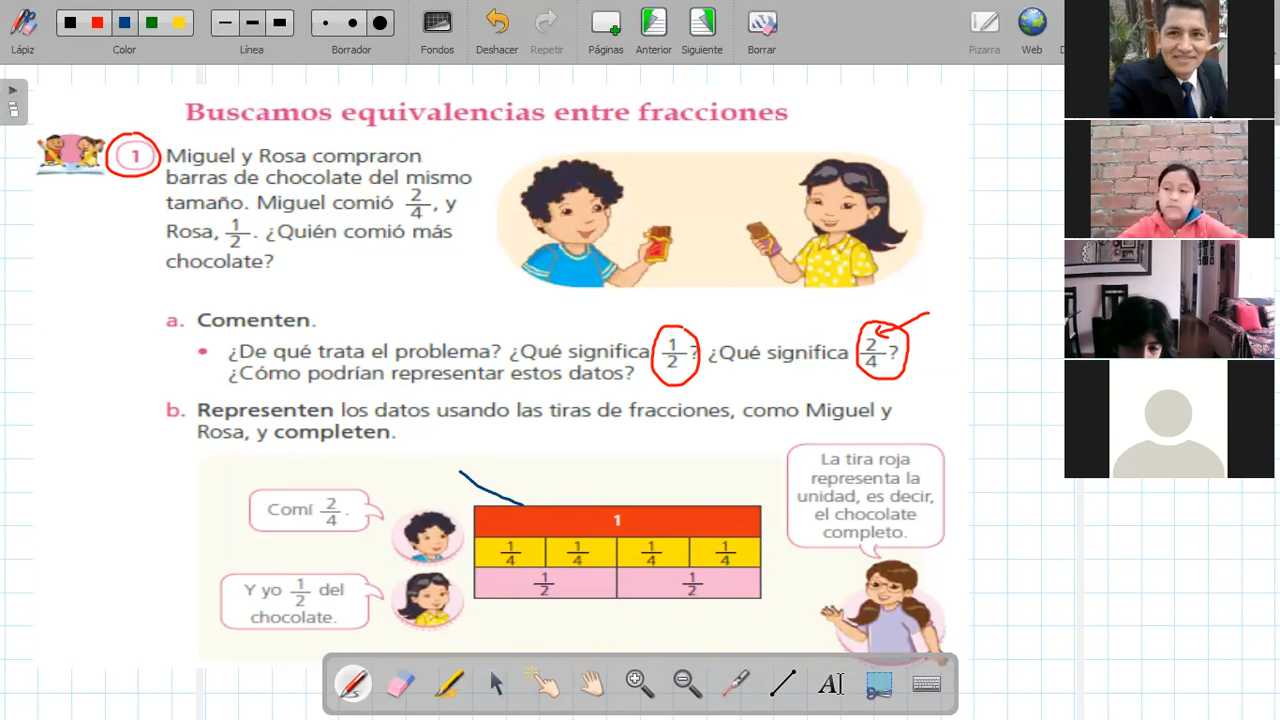 Lápiz
Color
Línea
Borrador
Fondos
Deshacer
Repetir
Páginas
Anterior
Siguiente
Borrar
Pizarra
Web
Buscamos equivalencias entre fracciones
1
Miguel y Rosa compraron
barras de chocolate del mismo
tamaño. Miguel comió 2/4, y
Rosa, 1/2. ¿Quién comió más
chocolate?
a. Comenten.
• ¿De qué trata el problema? ¿Qué significa 1/2? ¿Qué significa 2/4?
¿Cómo podrían representar estos datos?
b. Representen los datos usando las tiras de fracciones, como Miguel y
Rosa, y completen.
Comí 2/4.
Y yo 1/2 del
chocolate.
1
1/4 1/4 1/4 1/4
1/2 1/2
La tira roja
representa la
unidad, es decir,
el chocolate
completo.
AI